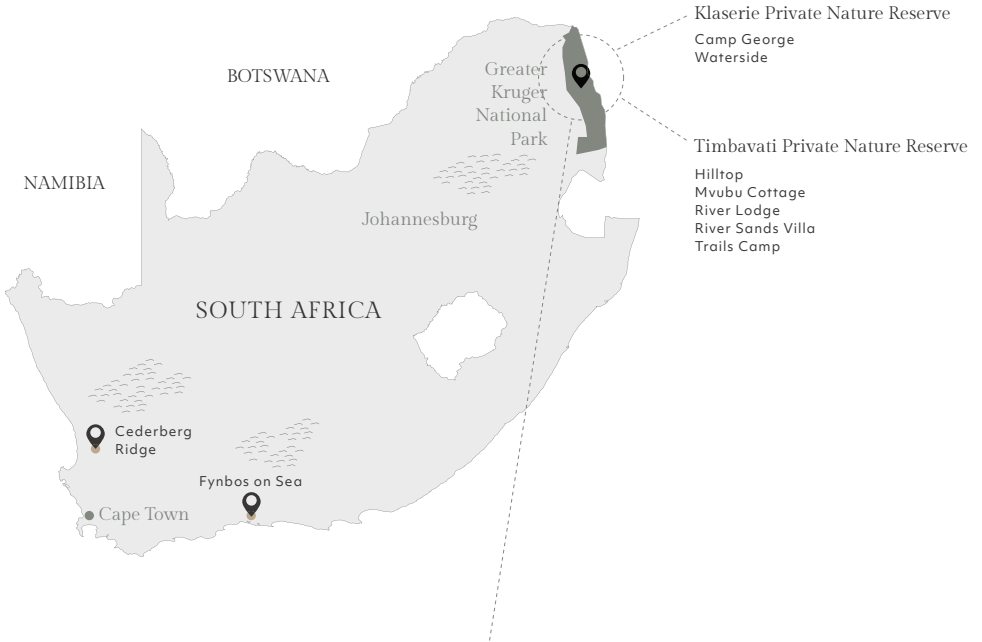 Klaserie Private Nature Reserve
Camp George
Waterside
BOTSWANA
Greater
Kruger
National
Park
Timbavati Private Nature Reserve
Hilltop
Mvubu Cottage
River Lodge
River Sands Villa
Trails Camp
NAMIBIA
Johannesburg
SOUTH AFRICA
Cederberg
Ridge
Fynbos on Sea
Cape Town